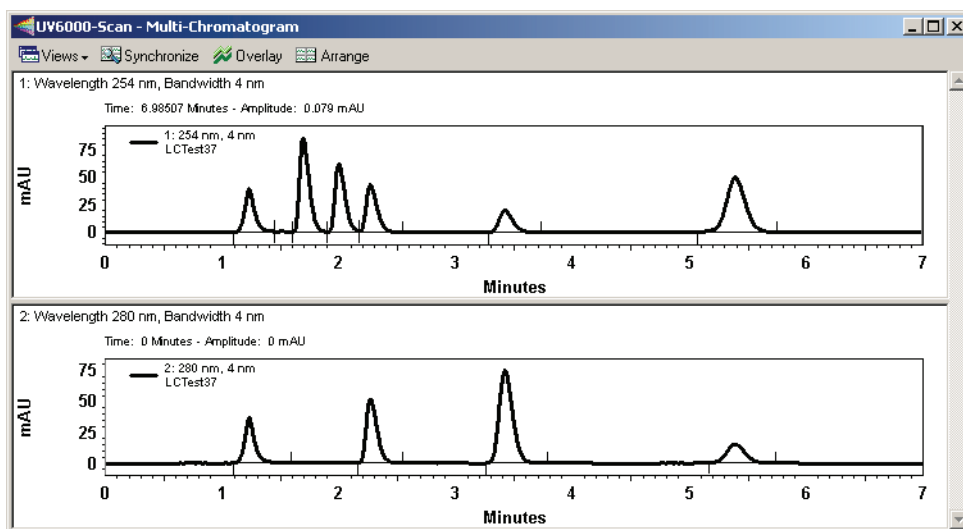 UV6000-Scan - Multi-Chromatogram
Views Synchronize Overlay Arrange
1: Wavelength 254 nm, Bandwidth 4 nm
Time: 6.98507 Minutes - Amplitude: 0.079 mAU
1: 254 nm, 4 nm
LCTest37
75
50
25
0
mAU
0 1 2 3 4 5 6 7
Minutes
2: Wavelength 280 nm, Bandwidth 4 nm
Time: 0 Minutes - Amplitude: 0 mAU
2: 280 nm, 4 nm
LCTest37
75
50
25
0
mAU
0 1 2 3 4 5 6 7
Minutes